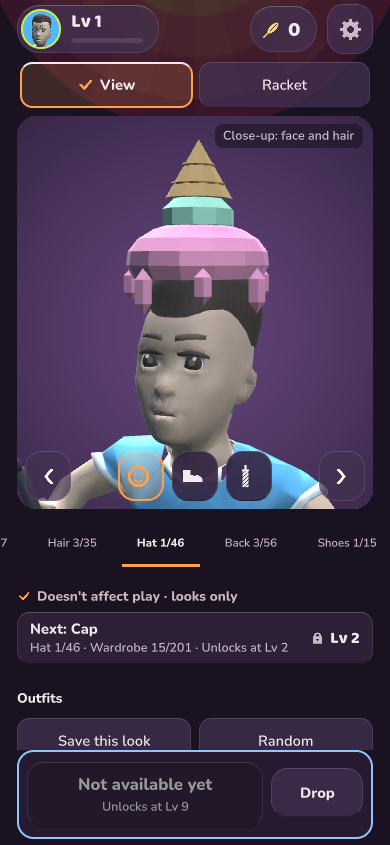 Lv 1
0
View
Racket
Close-up: face and hair
7
Hair 3/35
Hat 1/46
Back 3/56
Shoes 1/15
Doesn't affect play · looks only
Next: Cap
Hat 1/46 · Wardrobe 15/201 · Unlocks at Lv 2
Lv 2
Outfits
Save this look
Random
Not available yet
Unlocks at Lv 9
Drop